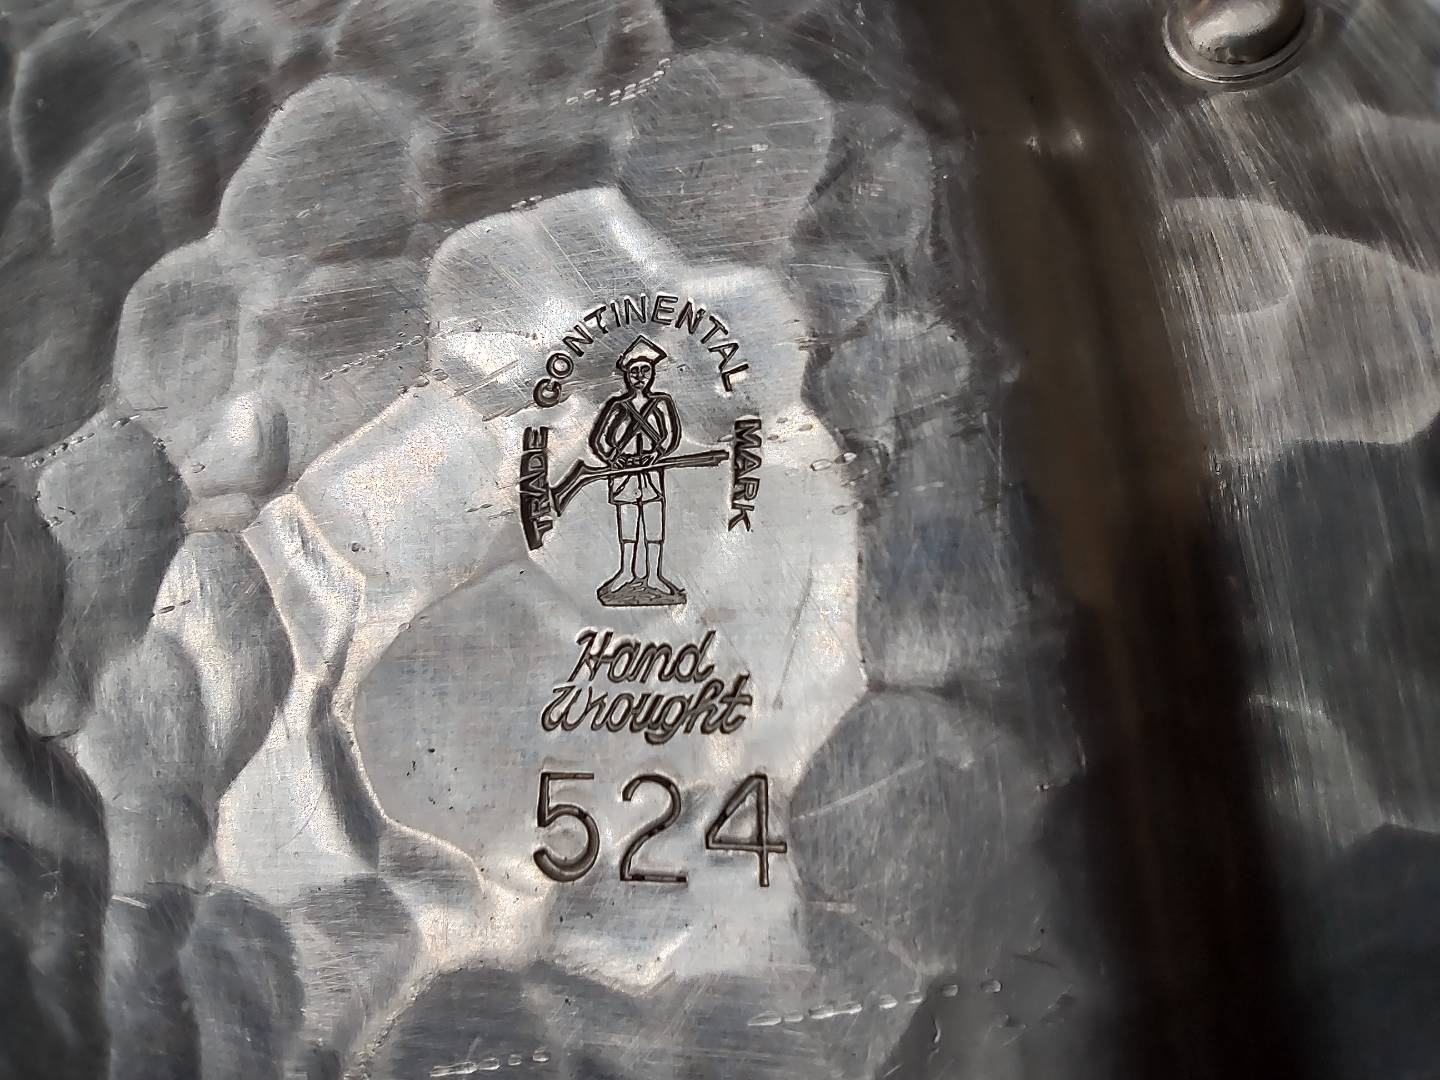 TRADE CONTINENTAL MARK
Hand
Wrought
524